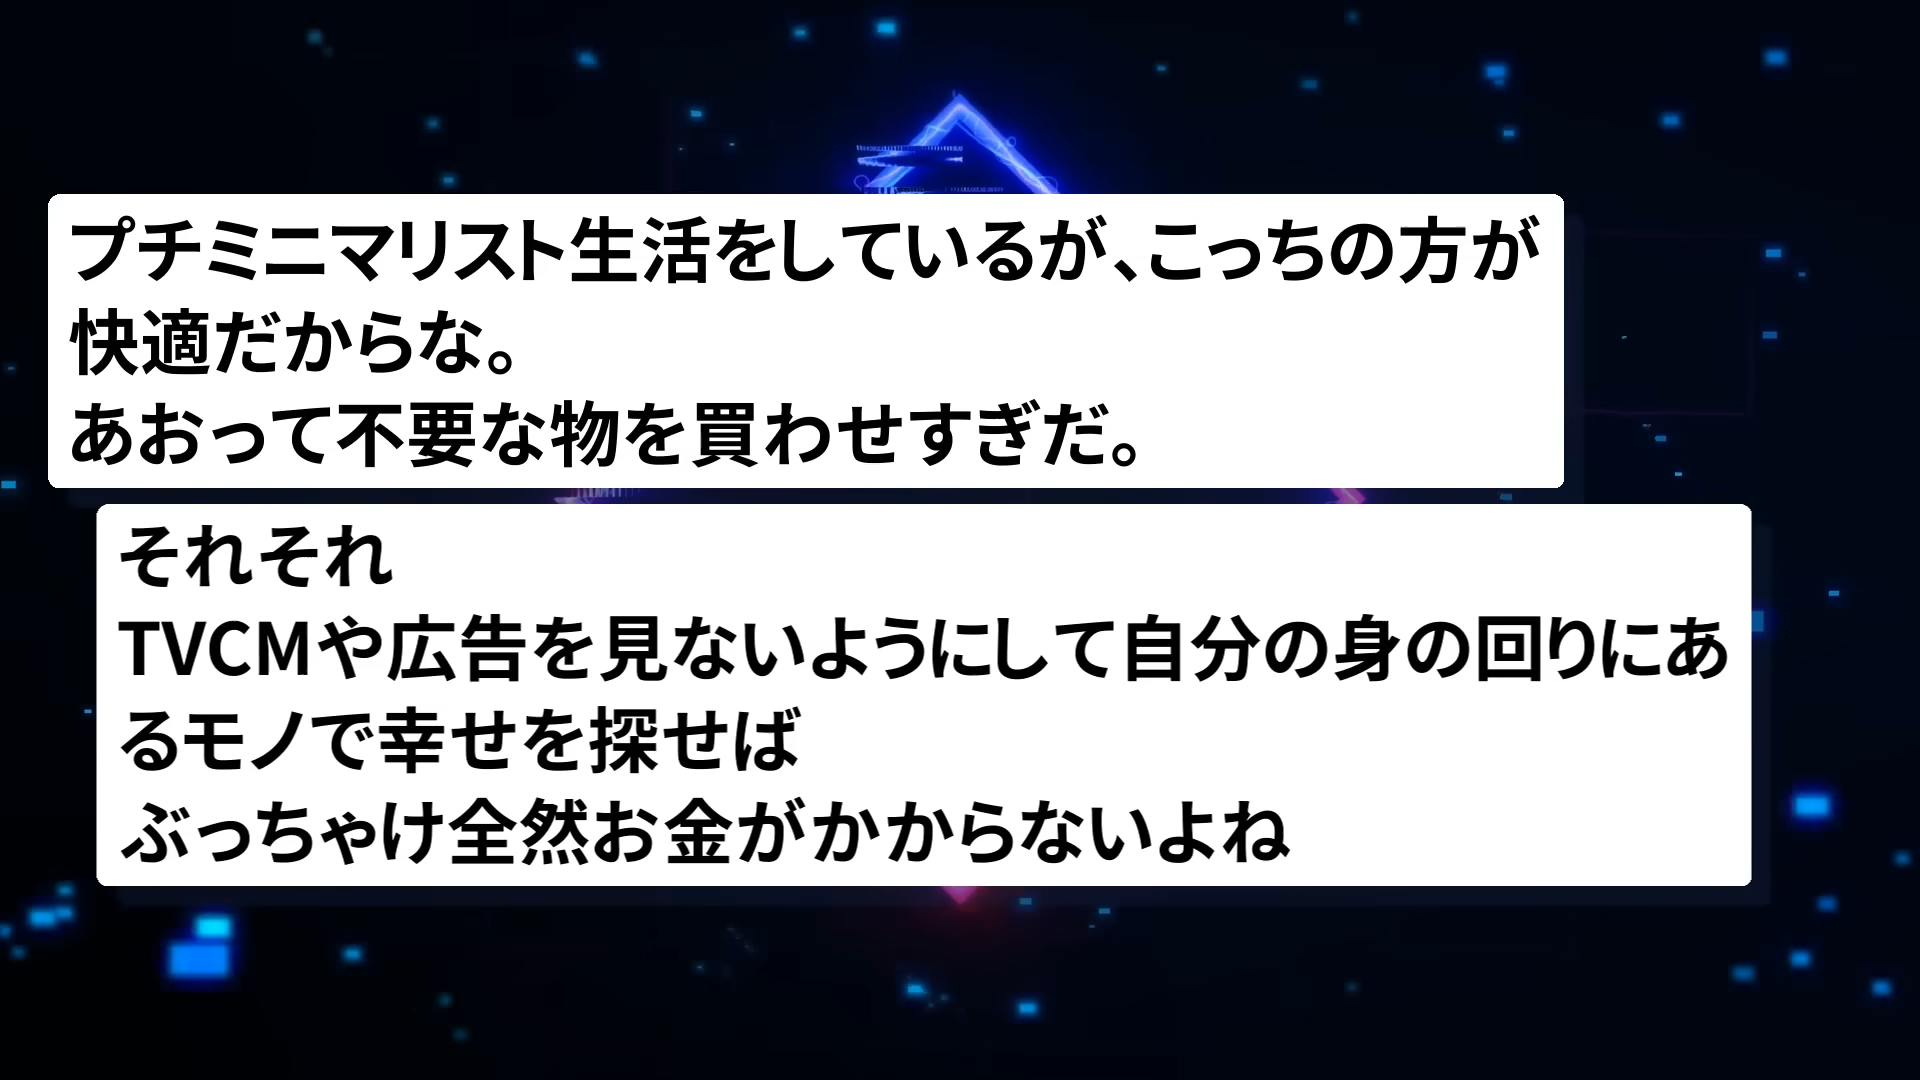 プチミニマリスト生活をしているが、こっちの方が
快適だからな。
あおって不要な物を買わせすぎだ。
それそれ
TVCMや広告を見ないようにして自分の身の回りにあ
るモノで幸せを探せば
ぶっちゃけ全然お金がかからないよね